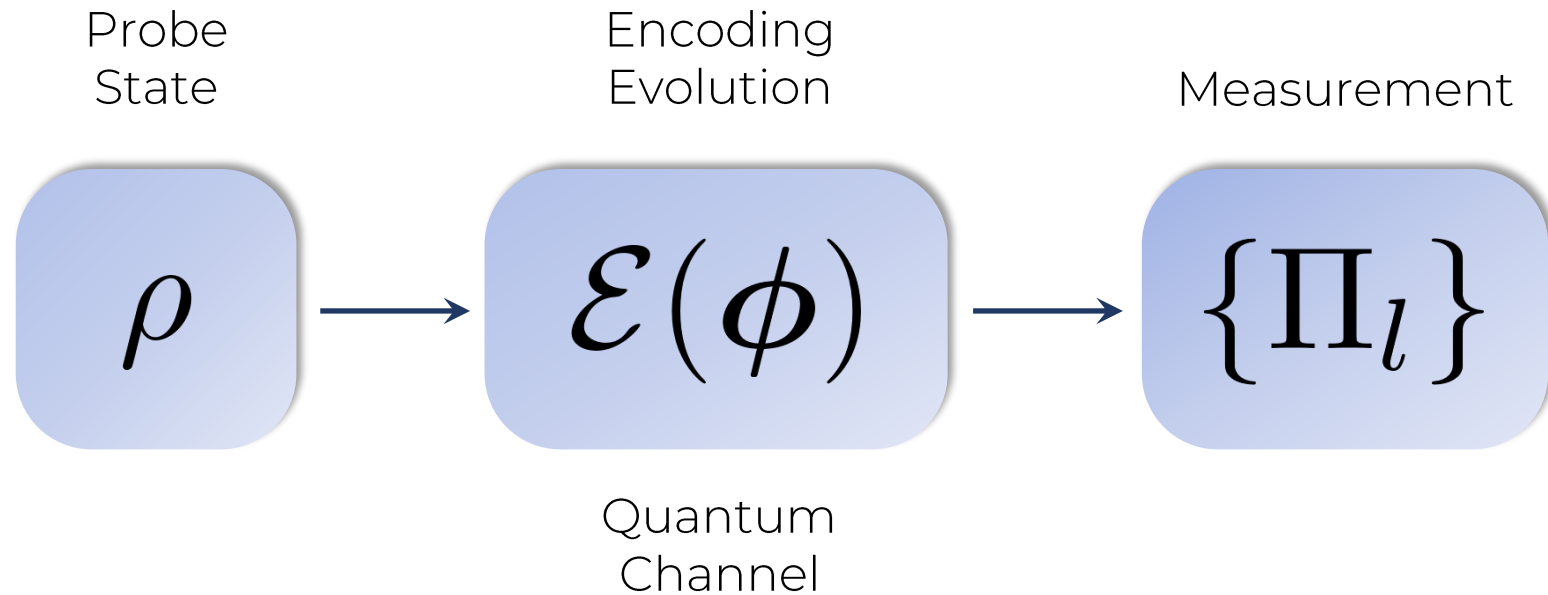 Probe
State
Encoding
Evolution
Measurement
ρ
ℰ(ϕ)
{Πₗ}
Quantum
Channel